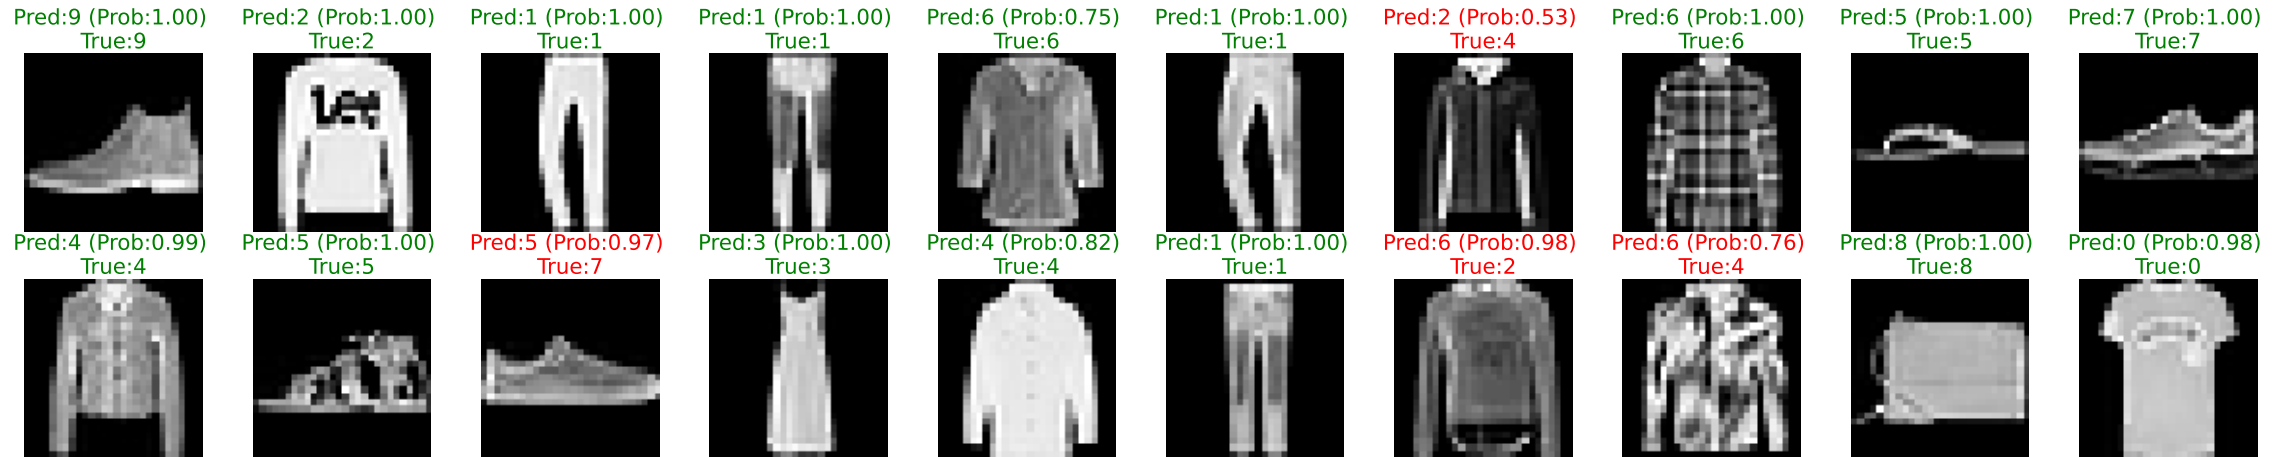 Pred:9 (Prob:1.00) Pred:2 (Prob:1.00) Pred:1 (Prob:1.00) Pred:1 (Prob:1.00) Pred:6 (Prob:0.75) Pred:1 (Prob:1.00) Pred:2 (Prob:0.53) Pred:6 (Prob:1.00) Pred:5 (Prob:1.00) Pred:7 (Prob:1.00)
True:9 True:2 True:1 True:1 True:6 True:1 True:4 True:6 True:5 True:7
Lee
Pred:4 (Prob:0.99) Pred:5 (Prob:1.00) Pred:5 (Prob:0.97) Pred:3 (Prob:1.00) Pred:4 (Prob:0.82) Pred:1 (Prob:1.00) Pred:6 (Prob:0.98) Pred:6 (Prob:0.76) Pred:8 (Prob:1.00) Pred:0 (Prob:0.98)
True:4 True:5 True:7 True:3 True:4 True:1 True:2 True:4 True:8 True:0